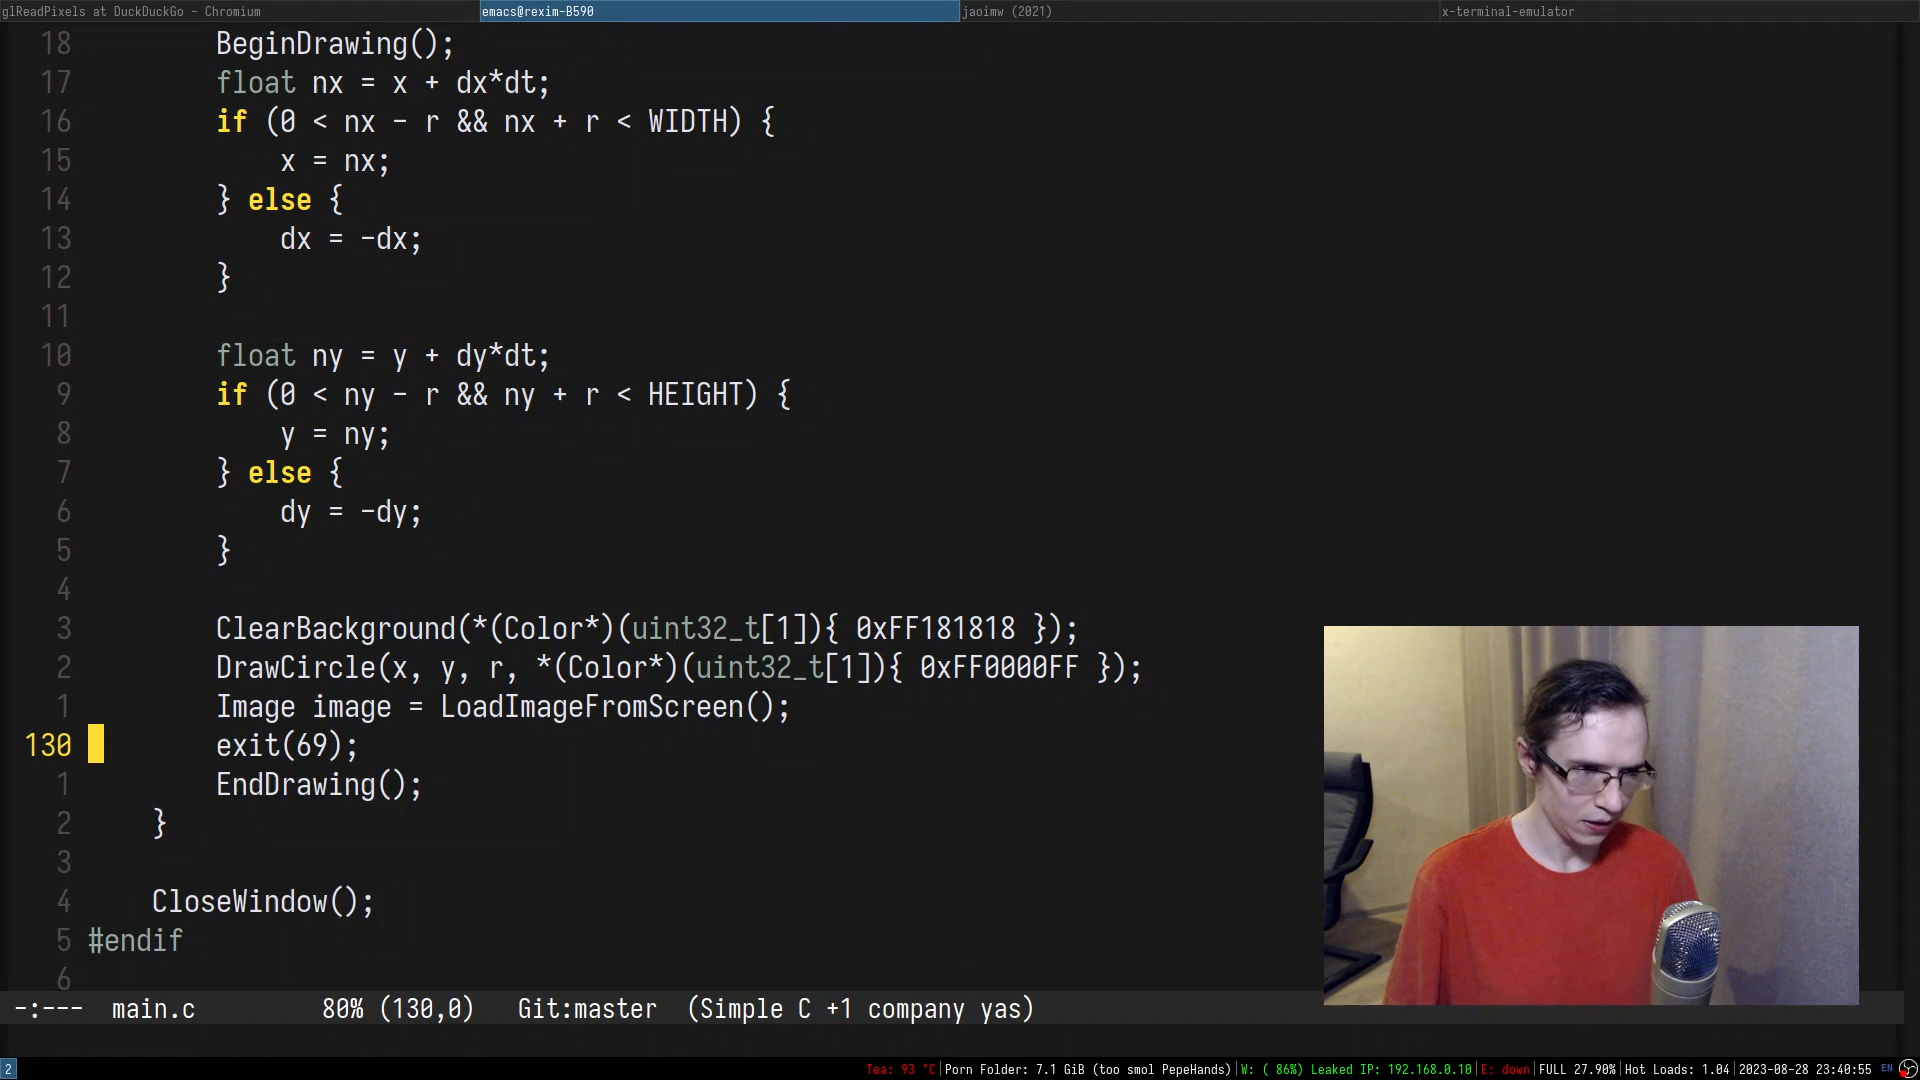 glReadPixels at DuckDuckGo - Chromium
emacs@rexim-B590
jaoimw (2021)
x-terminal-emulator
18 BeginDrawing();
17 float nx = x + dx*dt;
16 if (0 < nx - r && nx + r < WIDTH) {
15 x = nx;
14 } else {
13 dx = -dx;
12 }
11
10 float ny = y + dy*dt;
9 if (0 < ny - r && ny + r < HEIGHT) {
8 y = ny;
7 } else {
6 dy = -dy;
5 }
4
3 ClearBackground(*(Color*)(uint32_t[1]){ 0xFF181818 });
2 DrawCircle(x, y, r, *(Color*)(uint32_t[1]){ 0xFF0000FF });
1 Image image = LoadImageFromScreen();
130 exit(69);
1 EndDrawing();
2 }
3
4 CloseWindow();
5 #endif
6
-:--- main.c 80% (130,0) Git:master (Simple C +1 company yas)
2 Tea: 93 °C|Porn Folder: 7.1 GiB (too smol PepeHands)|W: ( 86%) Leaked IP: 192.168.0.10|E: down|FULL 27.90%|Hot Loads: 1.04|2023-08-28 23:40:55 EN